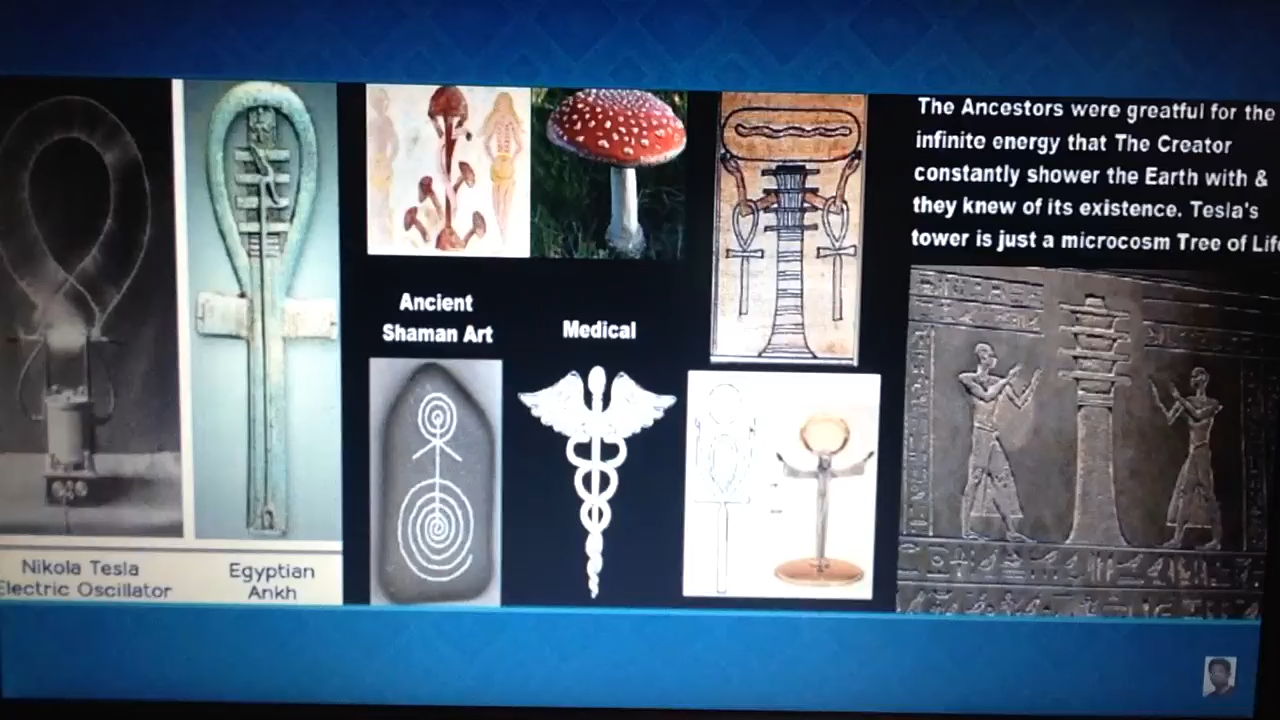 The Ancestors were greatful for the
infinite energy that The Creator
constantly shower the Earth with &
they knew of its existence. Tesla's
tower is just a microcosm Tree of Lif
Ancient
Shaman Art
Medical
Nikola Tesla
Electric Oscillator
Egyptian
Ankh